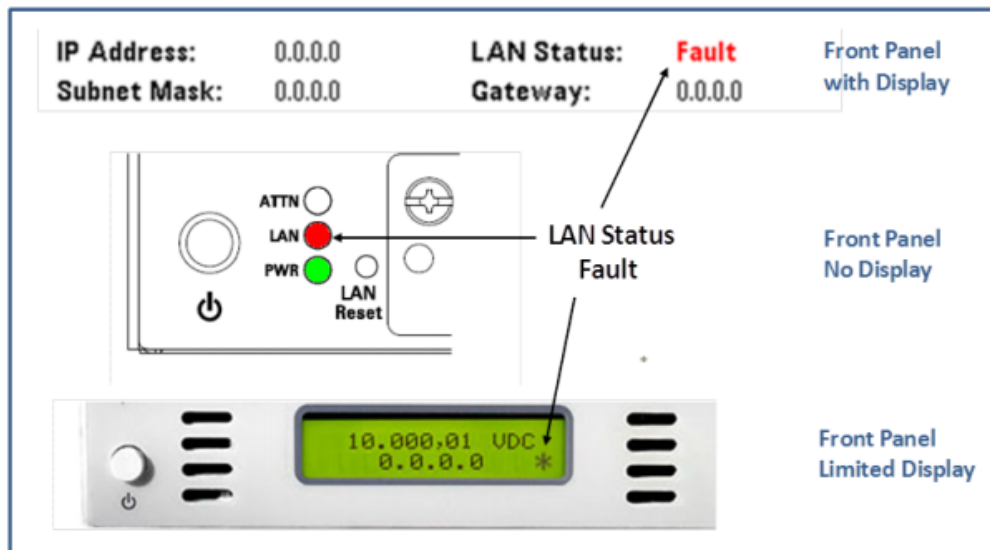 IP Address: 0.0.0.0 LAN Status: Fault
Subnet Mask: 0.0.0.0 Gateway: 0.0.0.0
Front Panel
with Display
ATTN
LAN
PWR
LAN
Reset
LAN Status
Fault
Front Panel
No Display
10.000,01 VDC
0.0.0.0 *
Front Panel
Limited Display